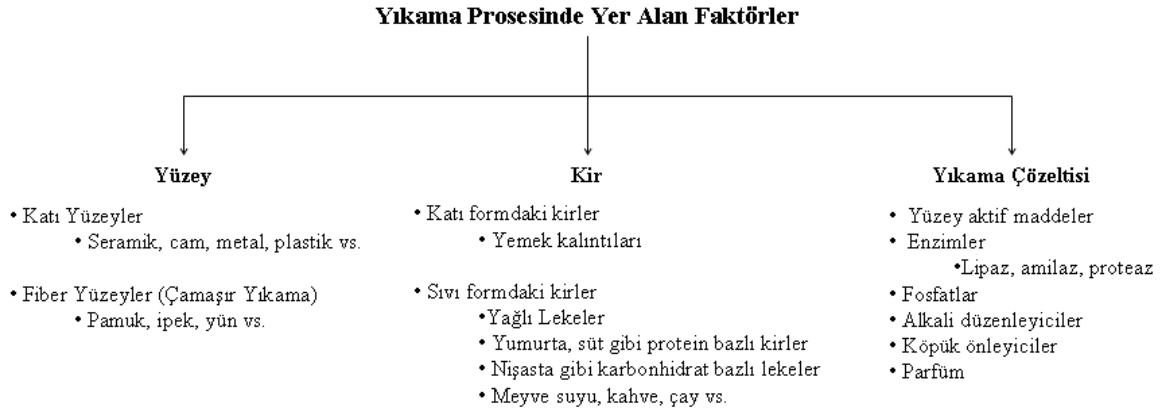 Yıkama Prosesinde Yer Alan Faktörler
Yüzey
• Katı Yüzeyler
• Seramik, cam, metal, plastik vs.
• Fiber Yüzeyler (Çamaşır Yıkama)
• Pamuk, ipek, yün vs.
Kir
• Katı formdaki kirler
• Yemek kalıntıları
• Sıvı formdaki kirler
•Yağlı Lekeler
• Yumurta, süt gibi protein bazlı kirler
• Nişasta gibi karbonhidrat bazlı lekeler
• Meyve suyu, kahve, çay vs.
Yıkama Çözeltisi
• Yüzey aktif maddeler
• Enzimler
•Lipaz, amilaz, proteaz
• Fosfatlar
• Alkali düzenleyiciler
• Köpük önleyiciler
• Parfüm